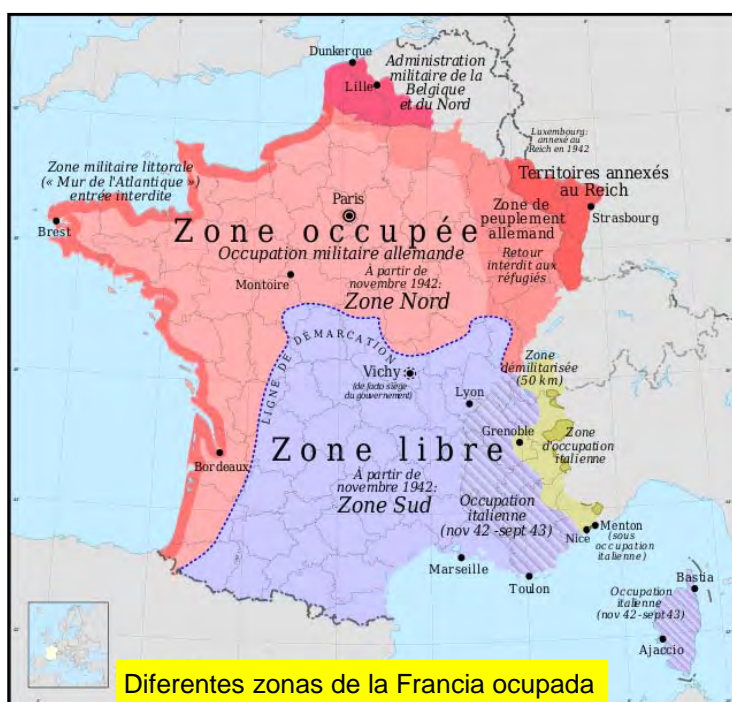 Dunkerque
Administration
militaire de la
Belgique
et du Nord
Lille
Luxembourg:
annexé au
Reich en 1942
Zone militaire littorale
(« Mur de l'Atlantique »)
entrée interdite
Territoires annexés
au Reich
Paris
Zone de
peuplement
allemand
Strasbourg
Brest
Zone occupée
Occupation militaire allemande
Retour
interdit aux
réfugiés
Montoire
À partir de
novembre 1942:
Zone Nord
LIGNE DE DÉMARCATION
Vichy
(de facto siège
du gouvernement)
Zone
démilitarisée
(50 km)
Lyon
Grenoble
Zone
d'occupation
italienne
Zone libre
Bordeaux
À partir de
novembre 1942:
Zone Sud
Occupation
italienne
(nov 42 -sept 43)
Menton
(sous
occupation
italienne)
Nice
Marseille
Toulon
Bastia
Occupation
italienne
(nov 42 -sept 43)
Ajaccio
Diferentes zonas de la Francia ocupada